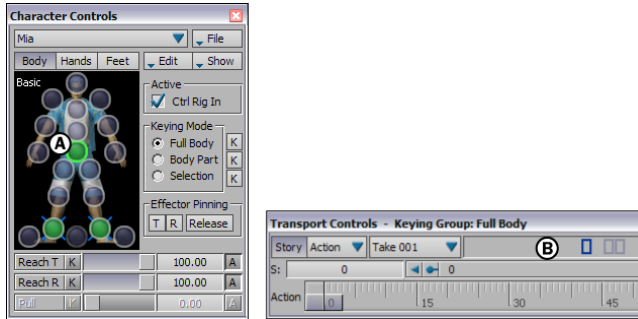 Character Controls
Mia
File
Body Hands Feet Edit Show
Basic
Active
Ctrl Rig In
Keying Mode
Full Body K
Body Part K
Selection K
A
Effector Pinning
T R Release
Reach T K 100.00 A
Reach R K 100.00 A
Pull K 0.00 A
Transport Controls - Keying Group: Full Body
Story Action Take 001 B
S: 0 0
Action 0 15 30 45